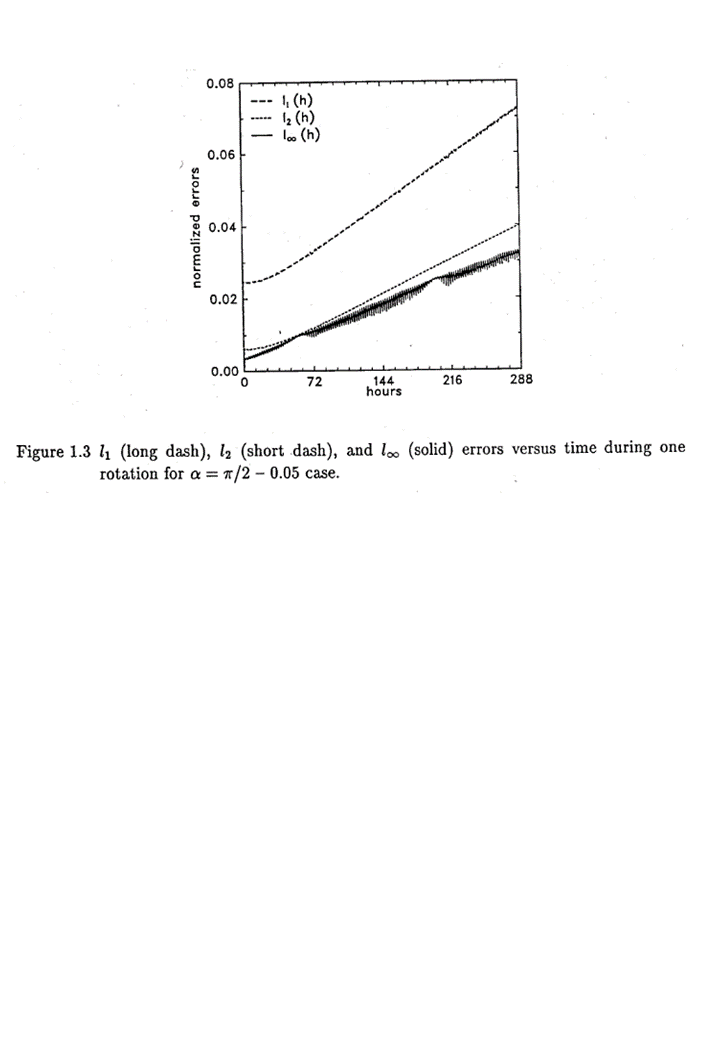 0.08
l₁ (h)
l₂ (h)
l∞ (h)
0.06
normalized errors
0.04
0.02
0.00
0 72 144 216 288
hours
Figure 1.3 l₁ (long dash), l₂ (short dash), and l∞ (solid) errors versus time during one
rotation for α = π/2 − 0.05 case.